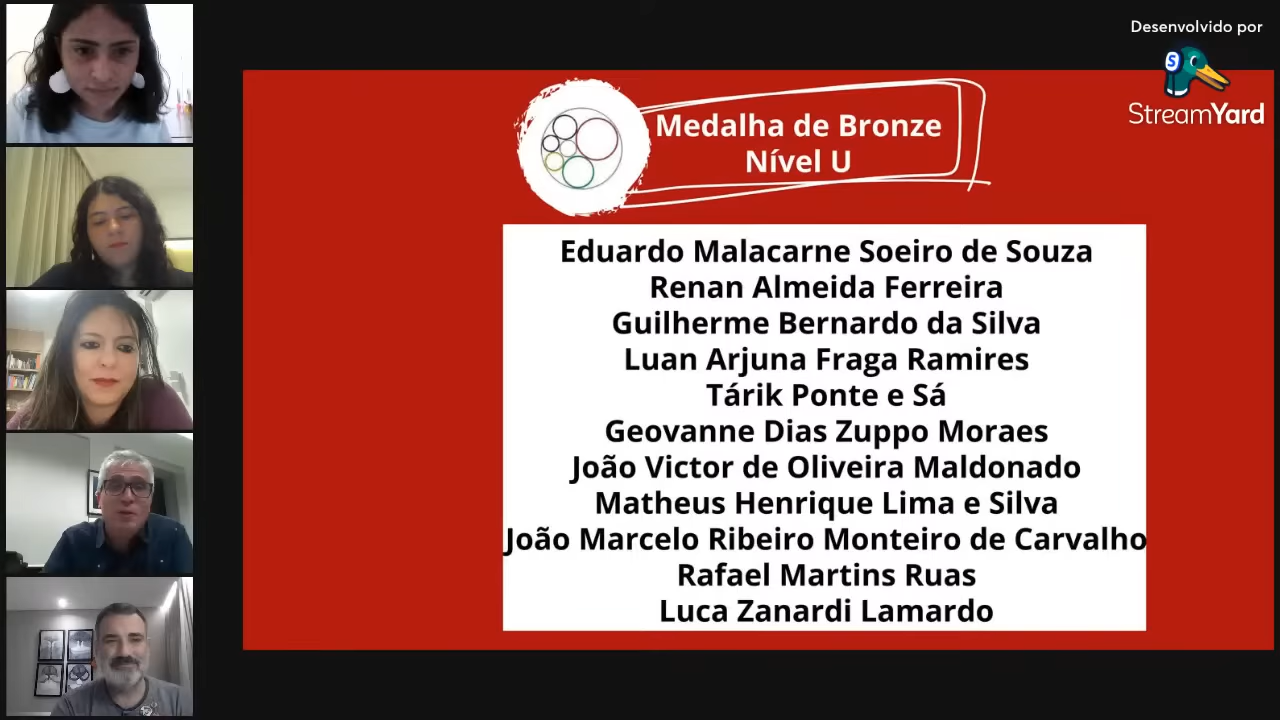 Desenvolvido por
S
StreamYard
Medalha de Bronze
Nível U
Eduardo Malacarne Soeiro de Souza
Renan Almeida Ferreira
Guilherme Bernardo da Silva
Luan Arjuna Fraga Ramires
Tárik Ponte e Sá
Geovanne Dias Zuppo Moraes
João Victor de Oliveira Maldonado
Matheus Henrique Lima e Silva
João Marcelo Ribeiro Monteiro de Carvalho
Rafael Martins Ruas
Luca Zanardi Lamardo